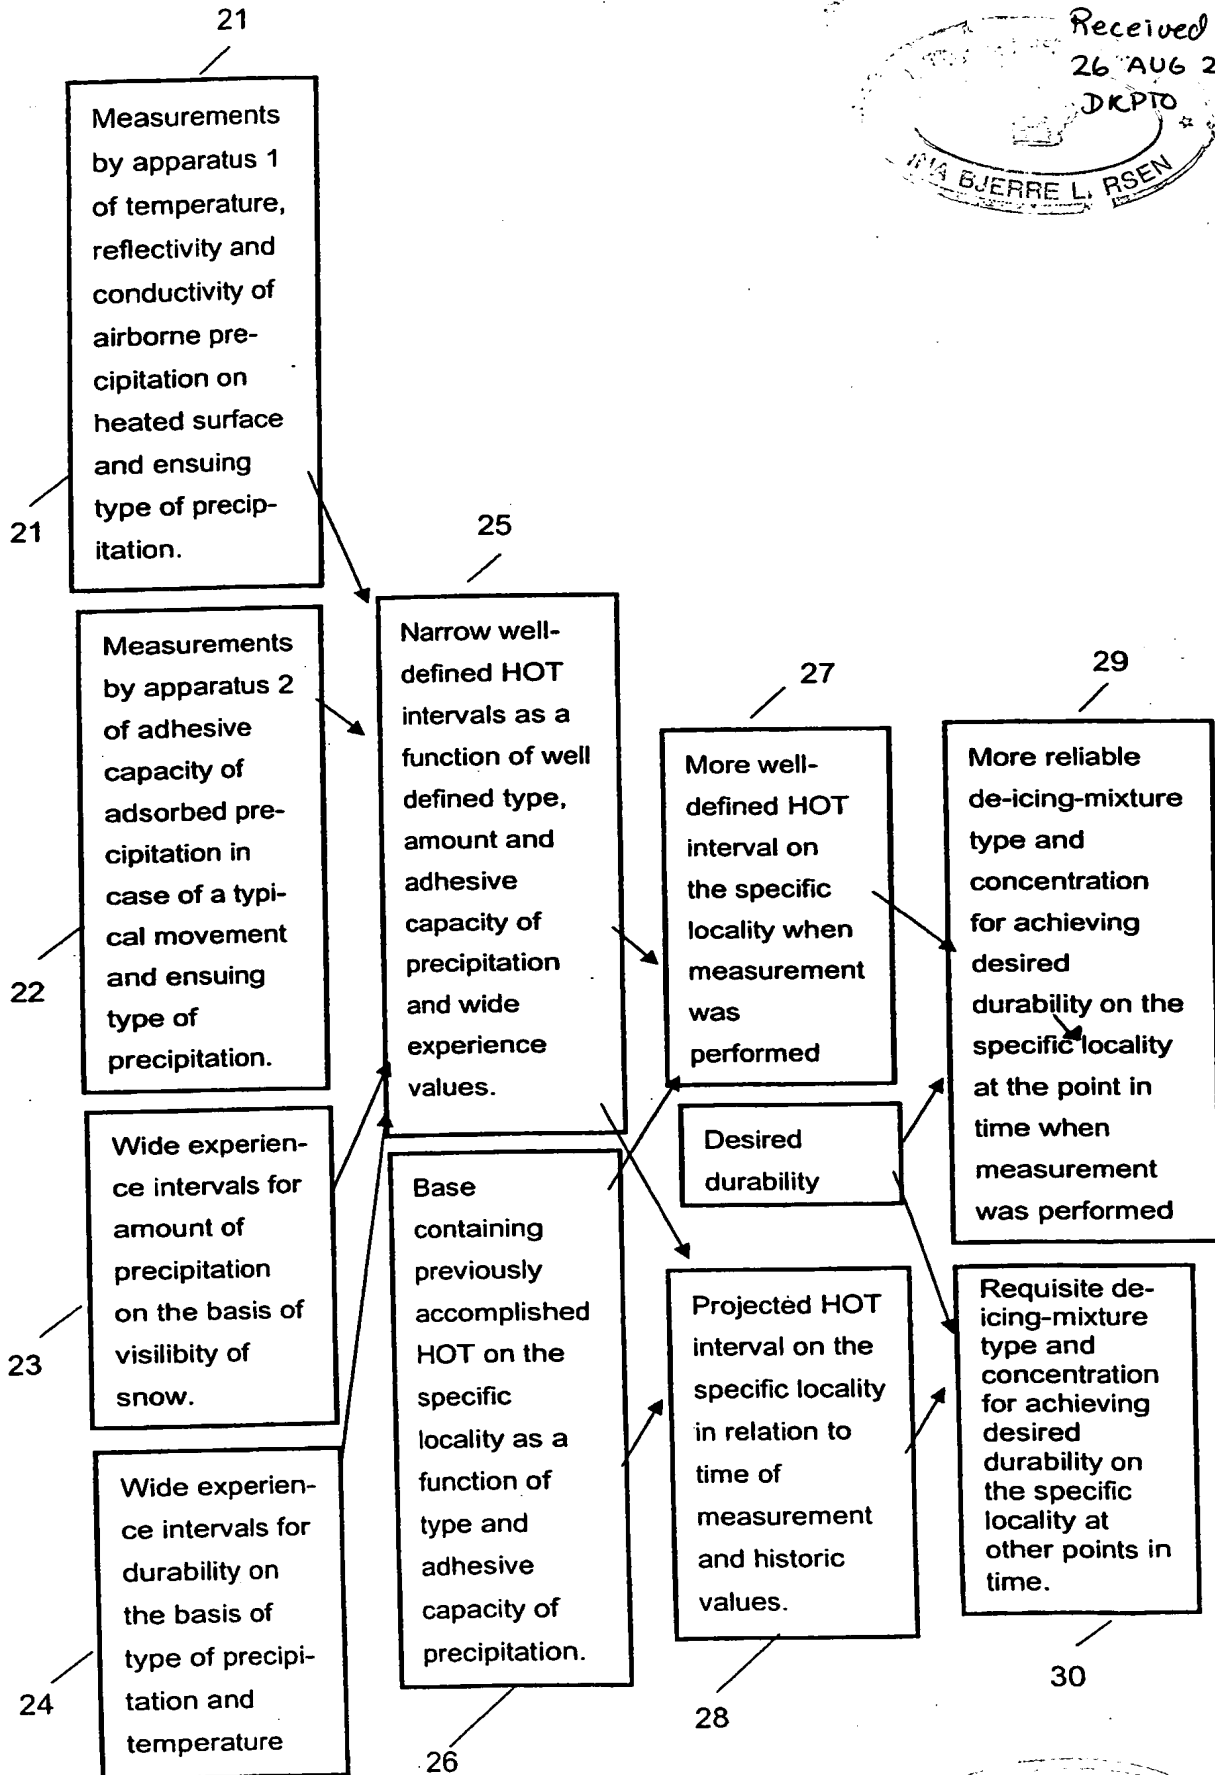 21
Received
26 AUG 2
DKPTO
BJERRE L. RSEN
Measurements
by apparatus 1
of temperature,
reflectivity and
conductivity of
airborne pre-
cipitation on
heated surface
and ensuing
type of precip-
itation.
21
Measurements
by apparatus 2
of adhesive
capacity of
adsorbed pre-
cipitation in
case of a typi-
cal movement
and ensuing
type of
precipitation.
22
Wide experien-
ce intervals for
amount of
precipitation
on the basis of
visilibity of
snow.
23
Wide experien-
ce intervals for
durability on
the basis of
type of precipi-
tation and
temperature
24
25
Narrow well-
defined HOT
intervals as a
function of well
defined type,
amount and
adhesive
capacity of
precipitation
and wide
experience
values.
Base
containing
previously
accomplished
HOT on the
specific
locality as a
function of
type and
adhesive
capacity of
precipitation.
26
27
More well-
defined HOT
interval on
the specific
locality when
measurement
was
performed
Desired
durability
Projected HOT
interval on the
specific locality
in relation to
time of
measurement
and historic
values.
28
29
More reliable
de-icing-mixture
type and
concentration
for achieving
desired
durability on the
specific locality
at the point in
time when
measurement
was performed
Requisite de-
icing-mixture
type and
concentration
for achieving
desired
durability on
the specific
locality at
other points in
time.
30